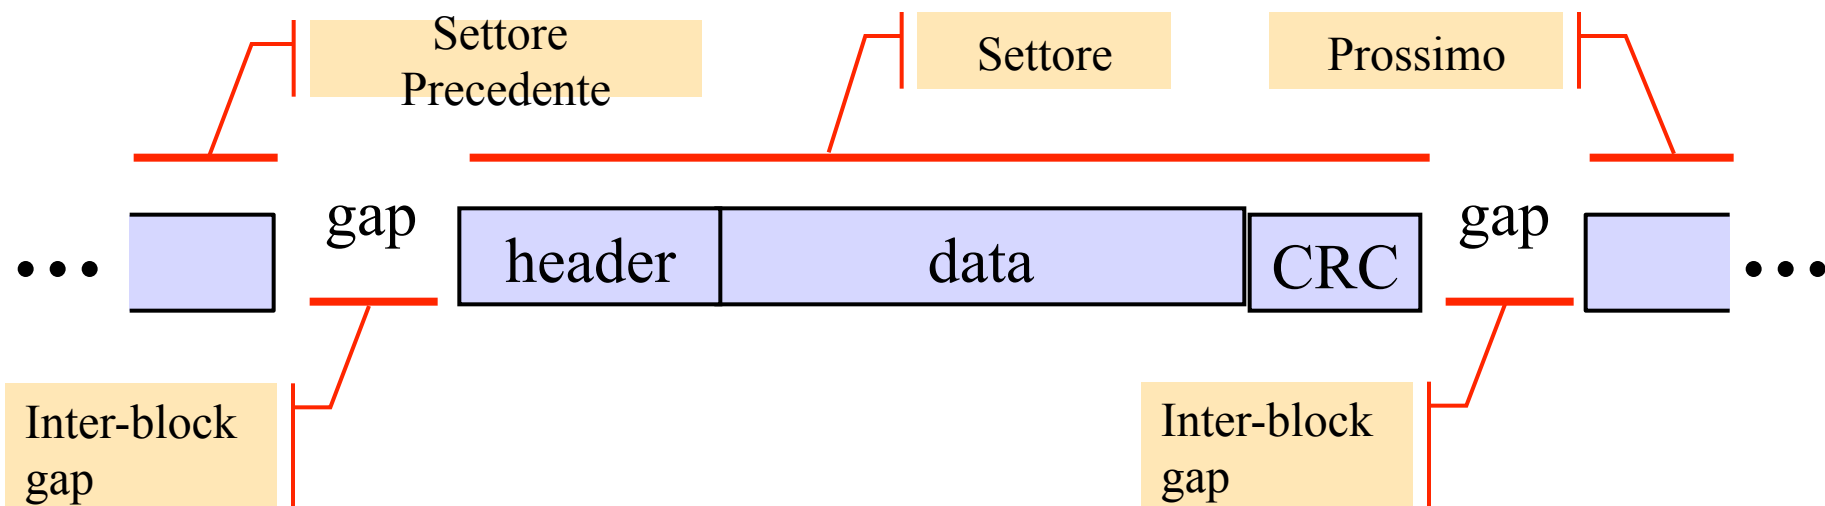 Settore
Precedente
Settore
Prossimo
gap
header
data
CRC
gap
•••
•••
Inter-block
gap
Inter-block
gap